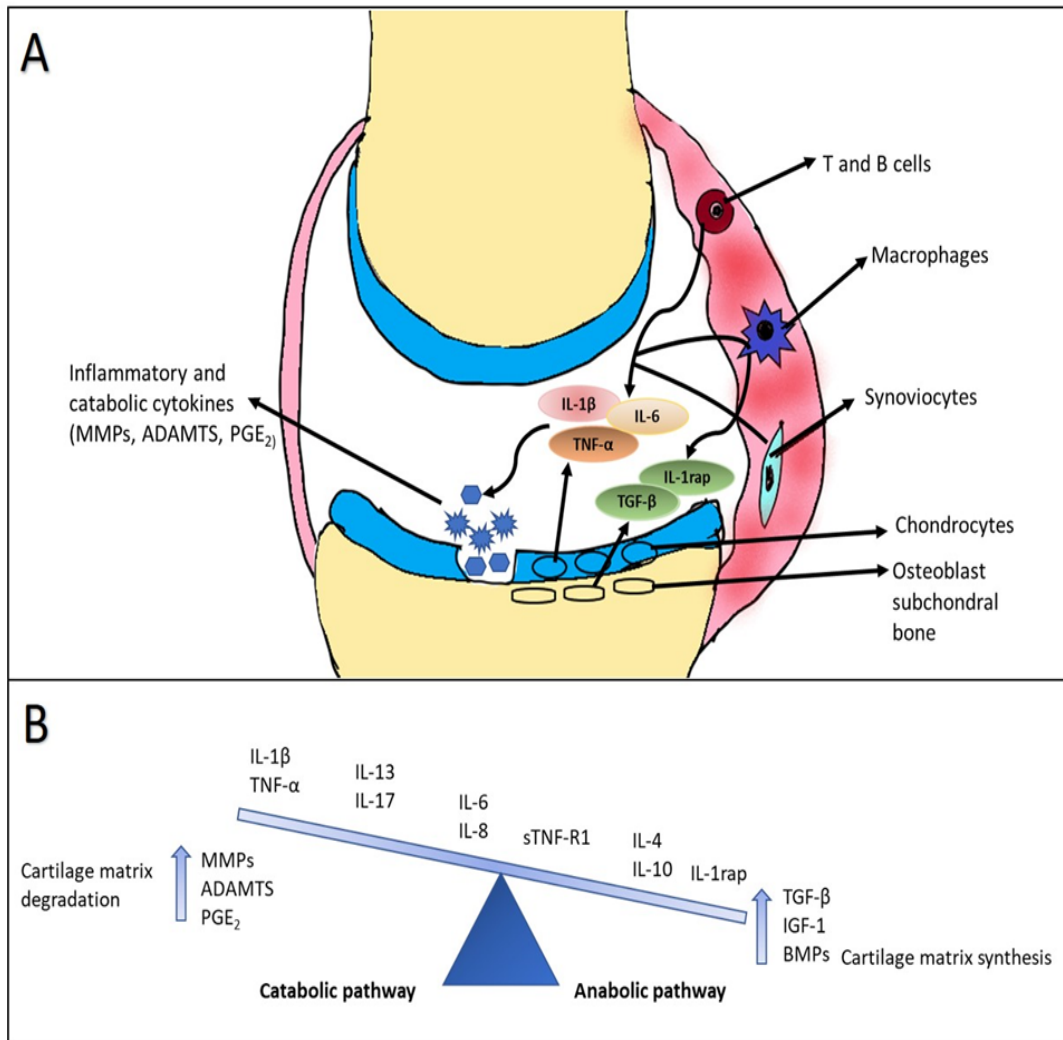 A
T and B cells
Macrophages
Inflammatory and
catabolic cytokines
(MMPs, ADAMTS, PGE₂)
Synoviocytes
IL-1β
IL-6
TNF-α
IL-1rap
TGF-β
Chondrocytes
Osteoblast
subchondral
bone
B
IL-1β
TNF-α
IL-13
IL-17
IL-6
IL-8
sTNF-R1
IL-4
IL-10
IL-1rap
Cartilage matrix
degradation
MMPs
ADAMTS
PGE₂
TGF-β
IGF-1
BMPs
Cartilage matrix synthesis
Catabolic pathway
Anabolic pathway